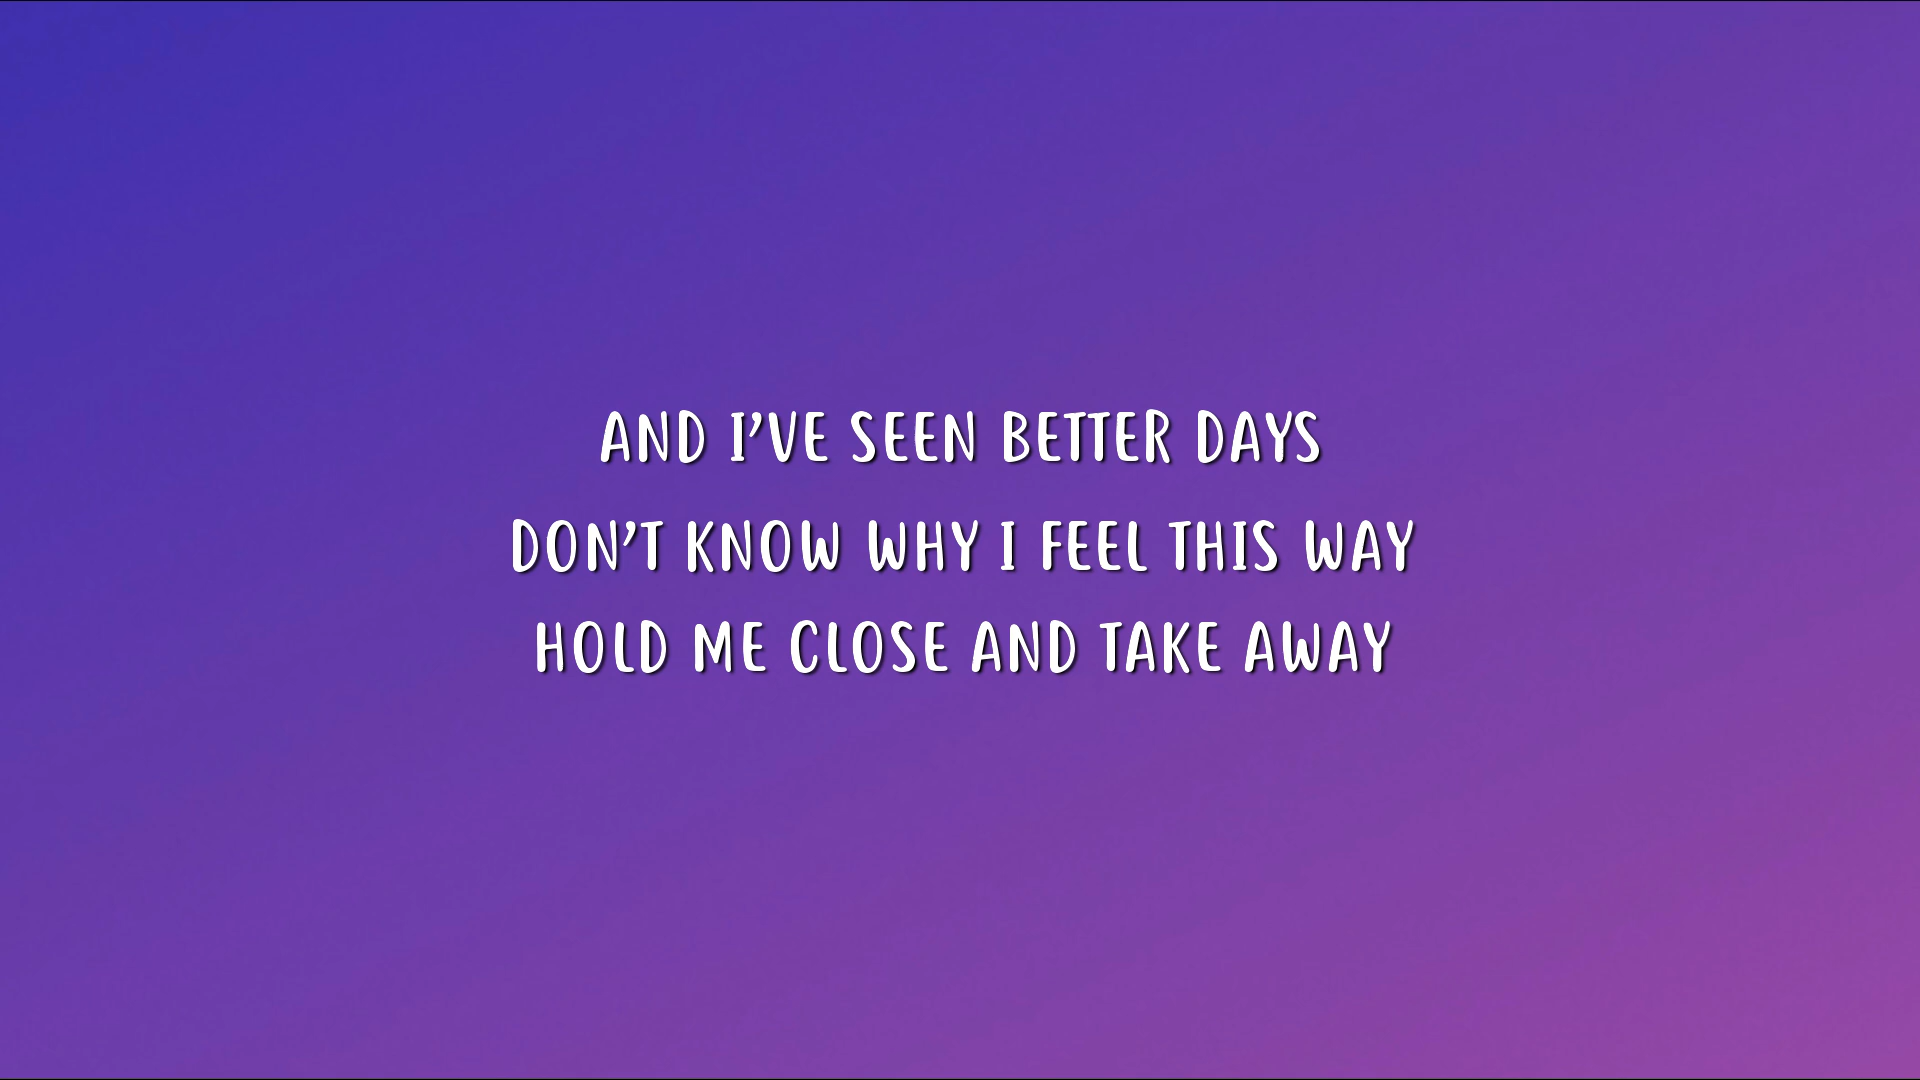 AND I'VE SEEN BETTER DAYS
DON'T KNOW WHY I FEEL THIS WAY
HOLD ME CLOSE AND TAKE AWAY